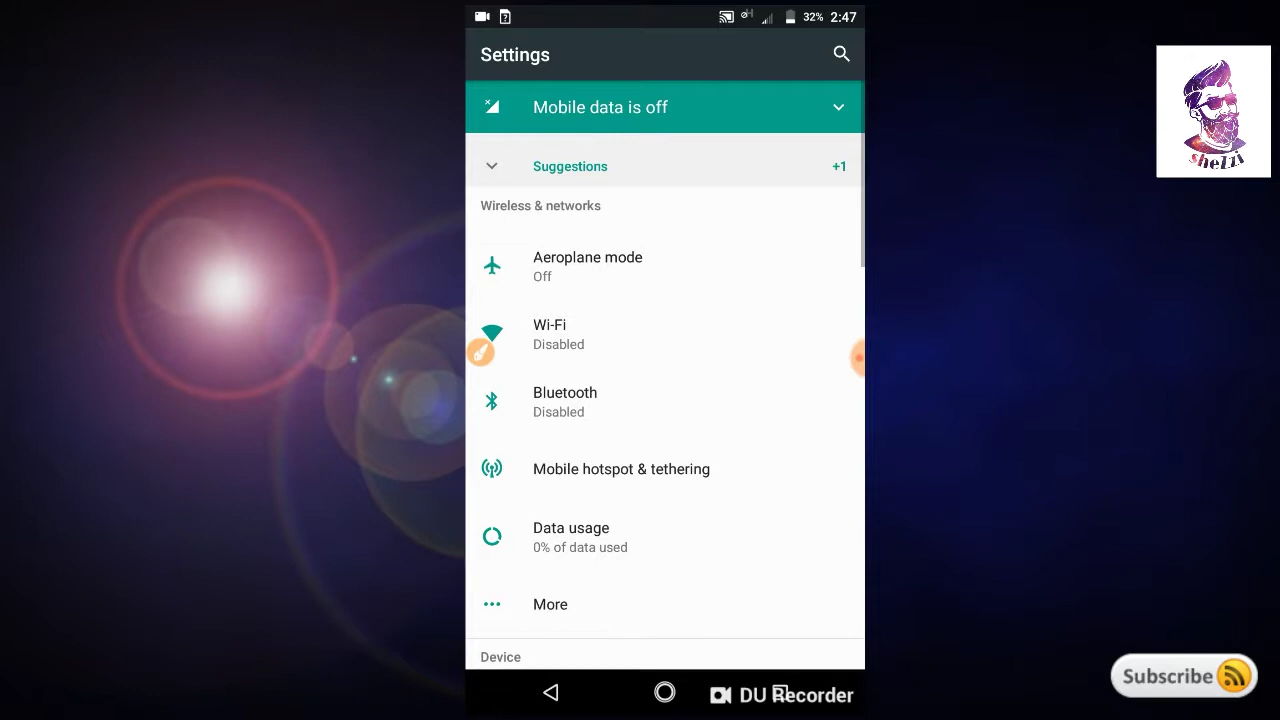 32% 2:47
Settings
Mobile data is off
Suggestions +1
Wireless & networks
Aeroplane mode
Off
Wi-Fi
Disabled
Bluetooth
Disabled
Mobile hotspot & tethering
Data usage
0% of data used
More
Device
DU Recorder
sheZzi
Subscribe